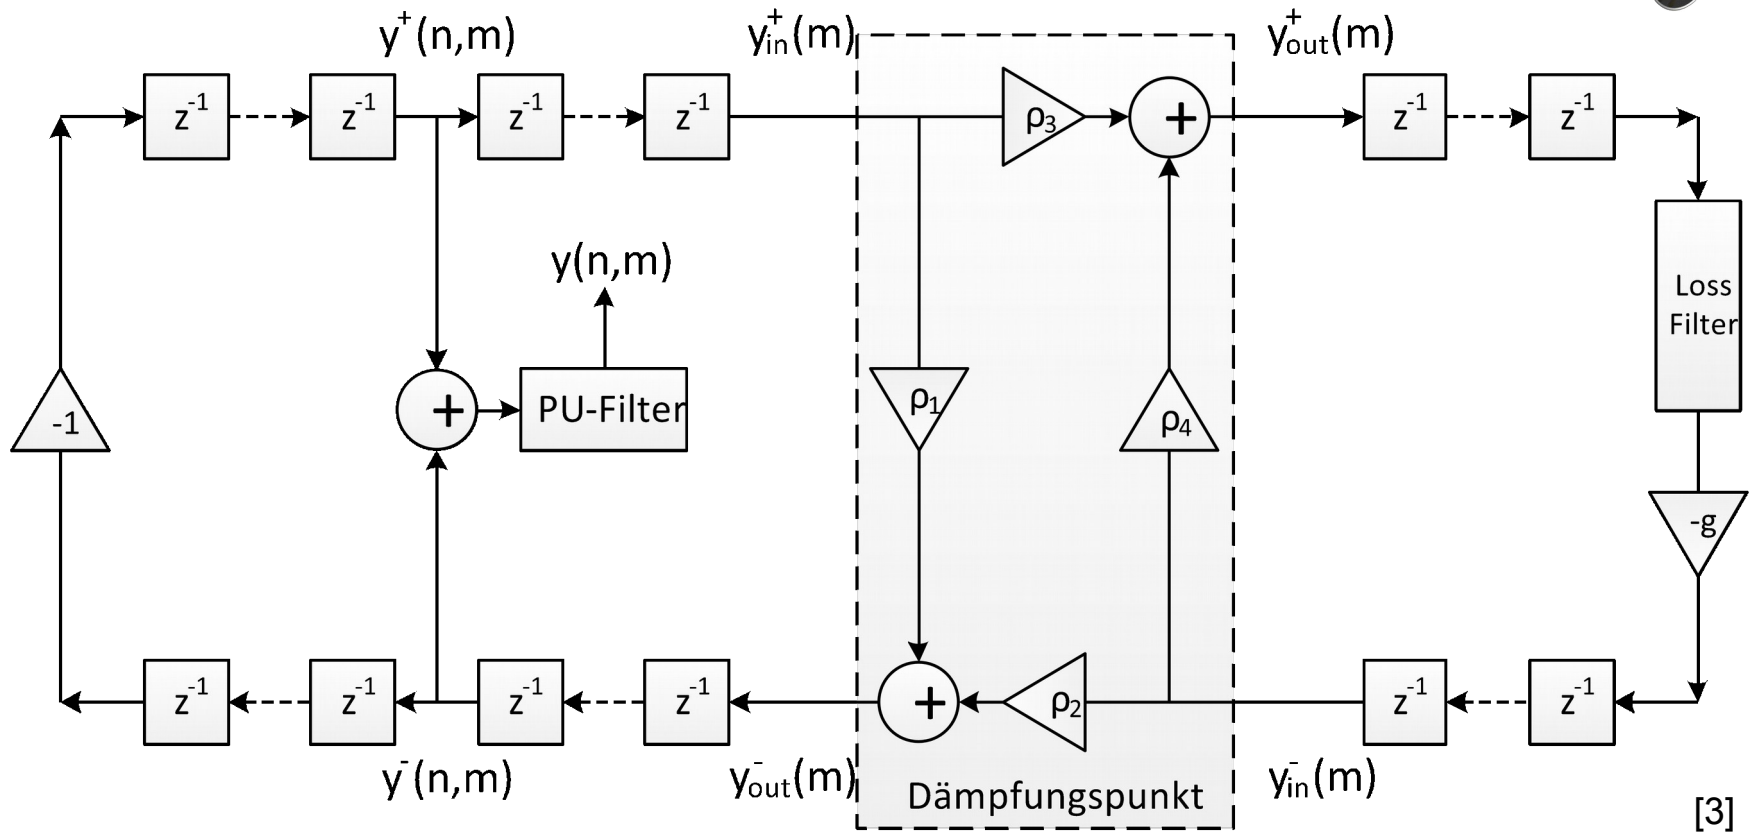 y⁺(n,m)
y⁺in(m)
y⁺out(m)
z⁻¹
z⁻¹
z⁻¹
z⁻¹
ρ₃
+
z⁻¹
z⁻¹
y(n,m)
Loss
Filter
-1
+
PU-Filter
ρ₁
ρ₄
-g
z⁻¹
z⁻¹
z⁻¹
z⁻¹
+
ρ₂
z⁻¹
z⁻¹
y⁻(n,m)
y⁻out(m)
Dämpfungspunkt
y⁻in(m)
[3]